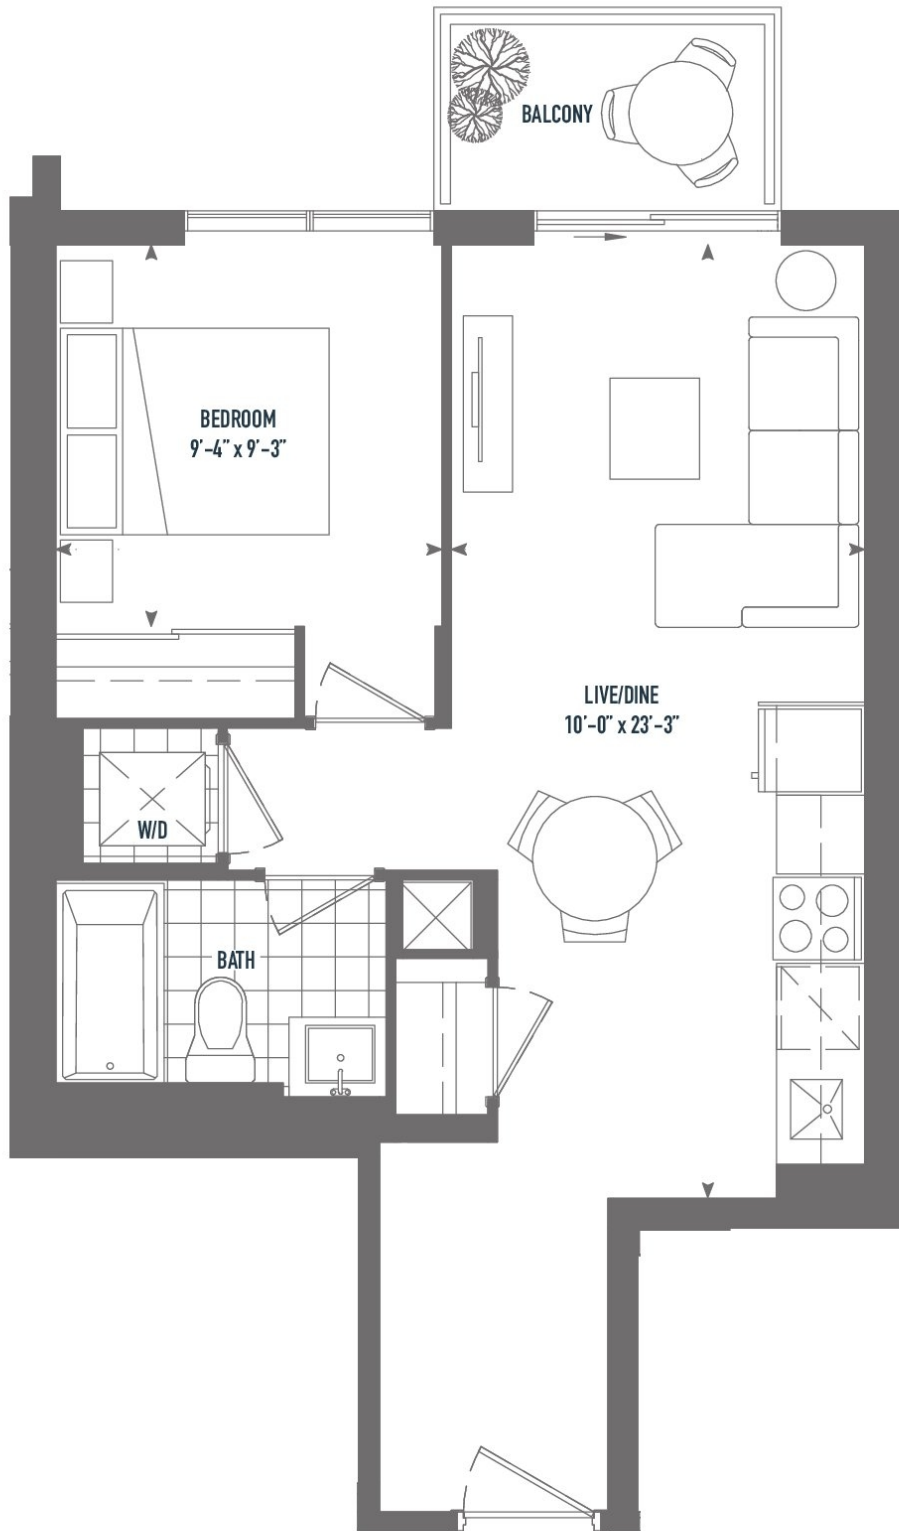 BALCONY
BEDROOM
9'-4" x 9'-3"
LIVE/DINE
10'-0" x 23'-3"
W/D
BATH